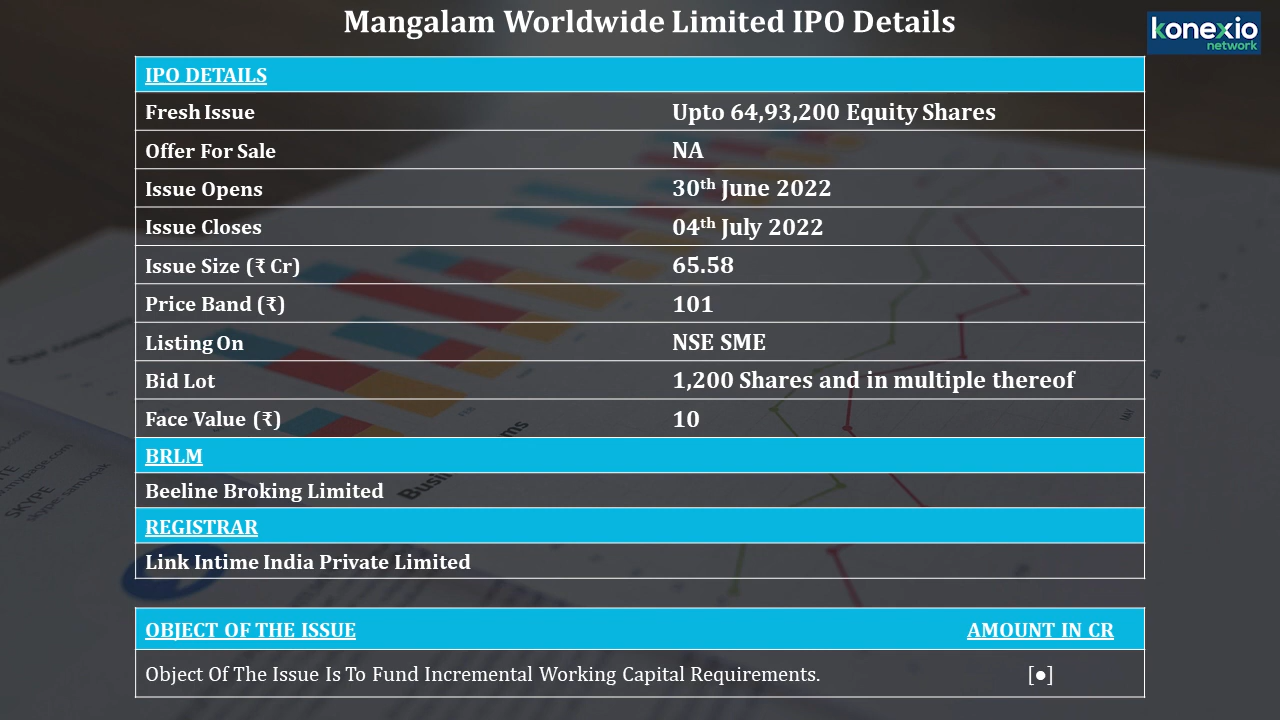 Mangalam Worldwide Limited IPO Details
konexio
network
IPO DETAILS
Fresh Issue Upto 64,93,200 Equity Shares
Offer For Sale NA
Issue Opens 30th June 2022
Issue Closes 04th July 2022
Issue Size (₹ Cr) 65.58
Price Band (₹) 101
Listing On NSE SME
Bid Lot 1,200 Shares and in multiple thereof
Face Value (₹) 10
BRLM
Beeline Broking Limited
REGISTRAR
Link Intime India Private Limited
OBJECT OF THE ISSUE AMOUNT IN CR
Object Of The Issue Is To Fund Incremental Working Capital Requirements. [●]
SKYPE